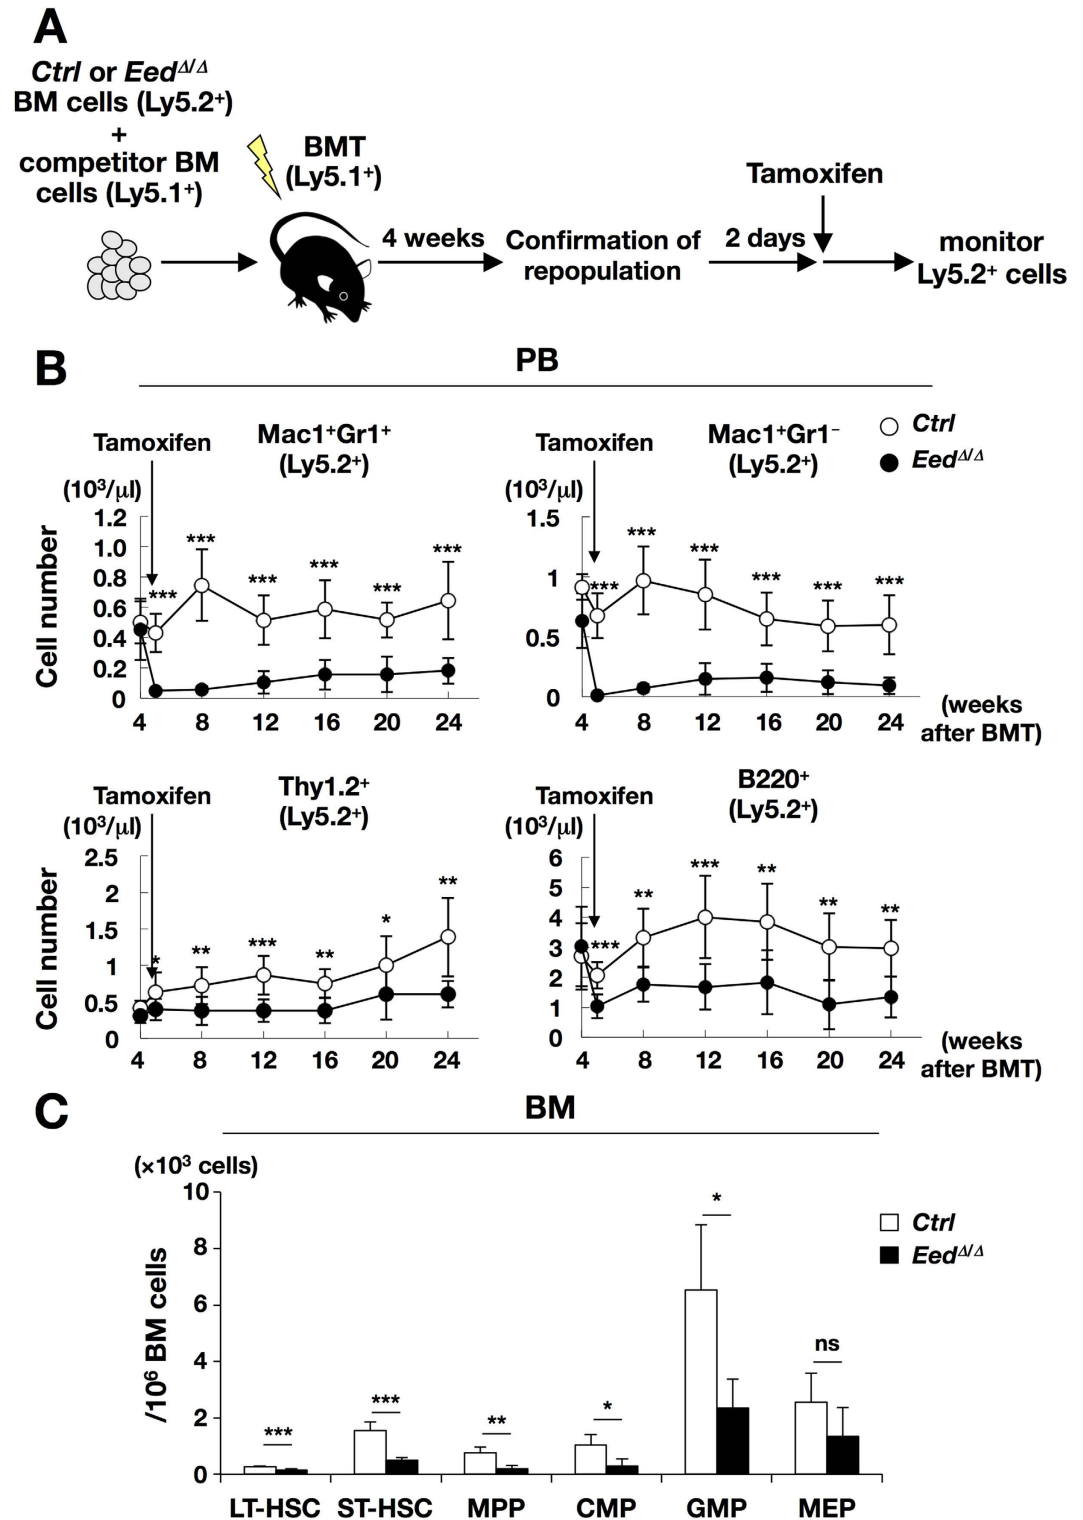 A
Ctrl or Eed^Δ/Δ
BM cells (Ly5.2⁺)
+
competitor BM
cells (Ly5.1⁺)
BMT
(Ly5.1⁺)
4 weeks
Confirmation of
repopulation
2 days
Tamoxifen
monitor
Ly5.2⁺ cells
B
PB
Tamoxifen
Mac1⁺Gr1⁺
(Ly5.2⁺)
(10³/μl)
Cell number
1.2
1.0
0.8
0.6
0.4
0.2
0
***
***
***
***
***
***
4 8 12 16 20 24
Tamoxifen
Mac1⁺Gr1⁻
(Ly5.2⁺)
(10³/μl)
1.5
1
0.5
0
***
***
***
***
***
***
4 8 12 16 20 24
(weeks
after BMT)
Ctrl
Eed^Δ/Δ
Tamoxifen
Thy1.2⁺
(Ly5.2⁺)
(10³/μl)
Cell number
2.5
2
1.5
1
0.5
0
*
**
***
**
*
**
4 8 12 16 20 24
Tamoxifen
B220⁺
(Ly5.2⁺)
(10³/μl)
6
5
4
3
2
1
0
***
**
***
**
**
**
4 8 12 16 20 24
(weeks
after BMT)
C
BM
(×10³ cells)
/10⁶ BM cells
10
8
6
4
2
0
***
***
**
*
*
ns
LT-HSC ST-HSC MPP CMP GMP MEP
Ctrl
Eed^Δ/Δ